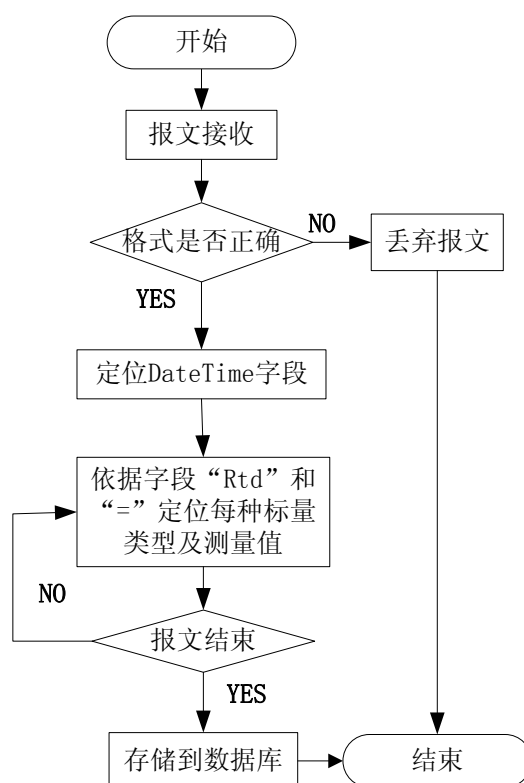 开始
报文接收
格式是否正确
NO
丢弃报文
YES
定位DateTime字段
依据字段“Rtd”和
“=”定位每种标量
类型及测量值
NO
报文结束
YES
存储到数据库
结束